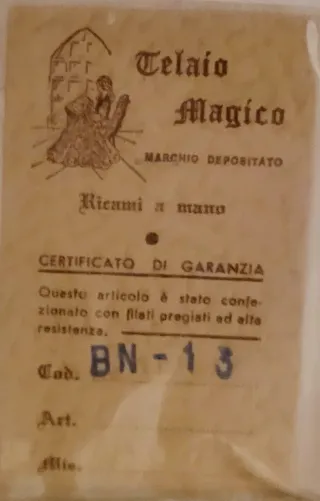 Telaio
Magico
MARCHIO DEPOSITATO
Ricami a mano
CERTIFICATO DI GARANZIA
Questo articolo è stato confe-
zionato con filati pregiati ad alta
resistenza.
Cod. BN-13
Art.
Mis.